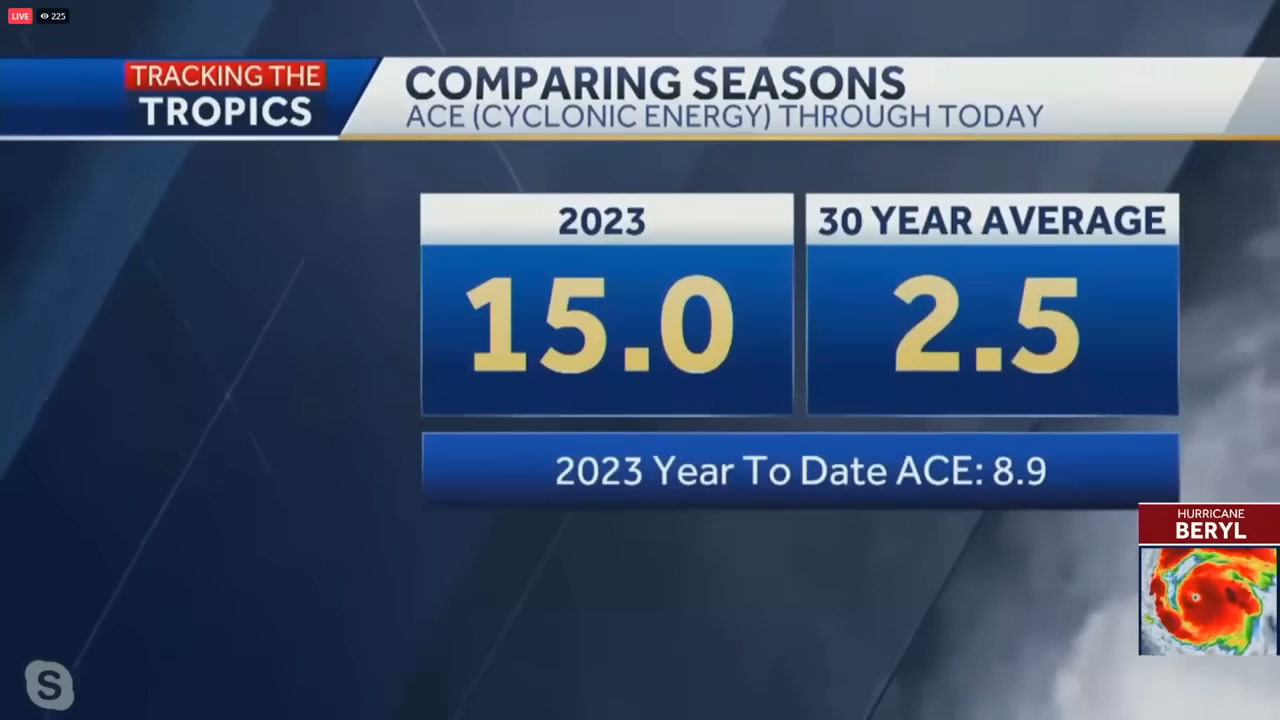 LIVE 225
TRACKING THE
TROPICS
COMPARING SEASONS
ACE (CYCLONIC ENERGY) THROUGH TODAY
2023
15.0
30 YEAR AVERAGE
2.5
2023 Year To Date ACE: 8.9
HURRICANE
BERYL
S